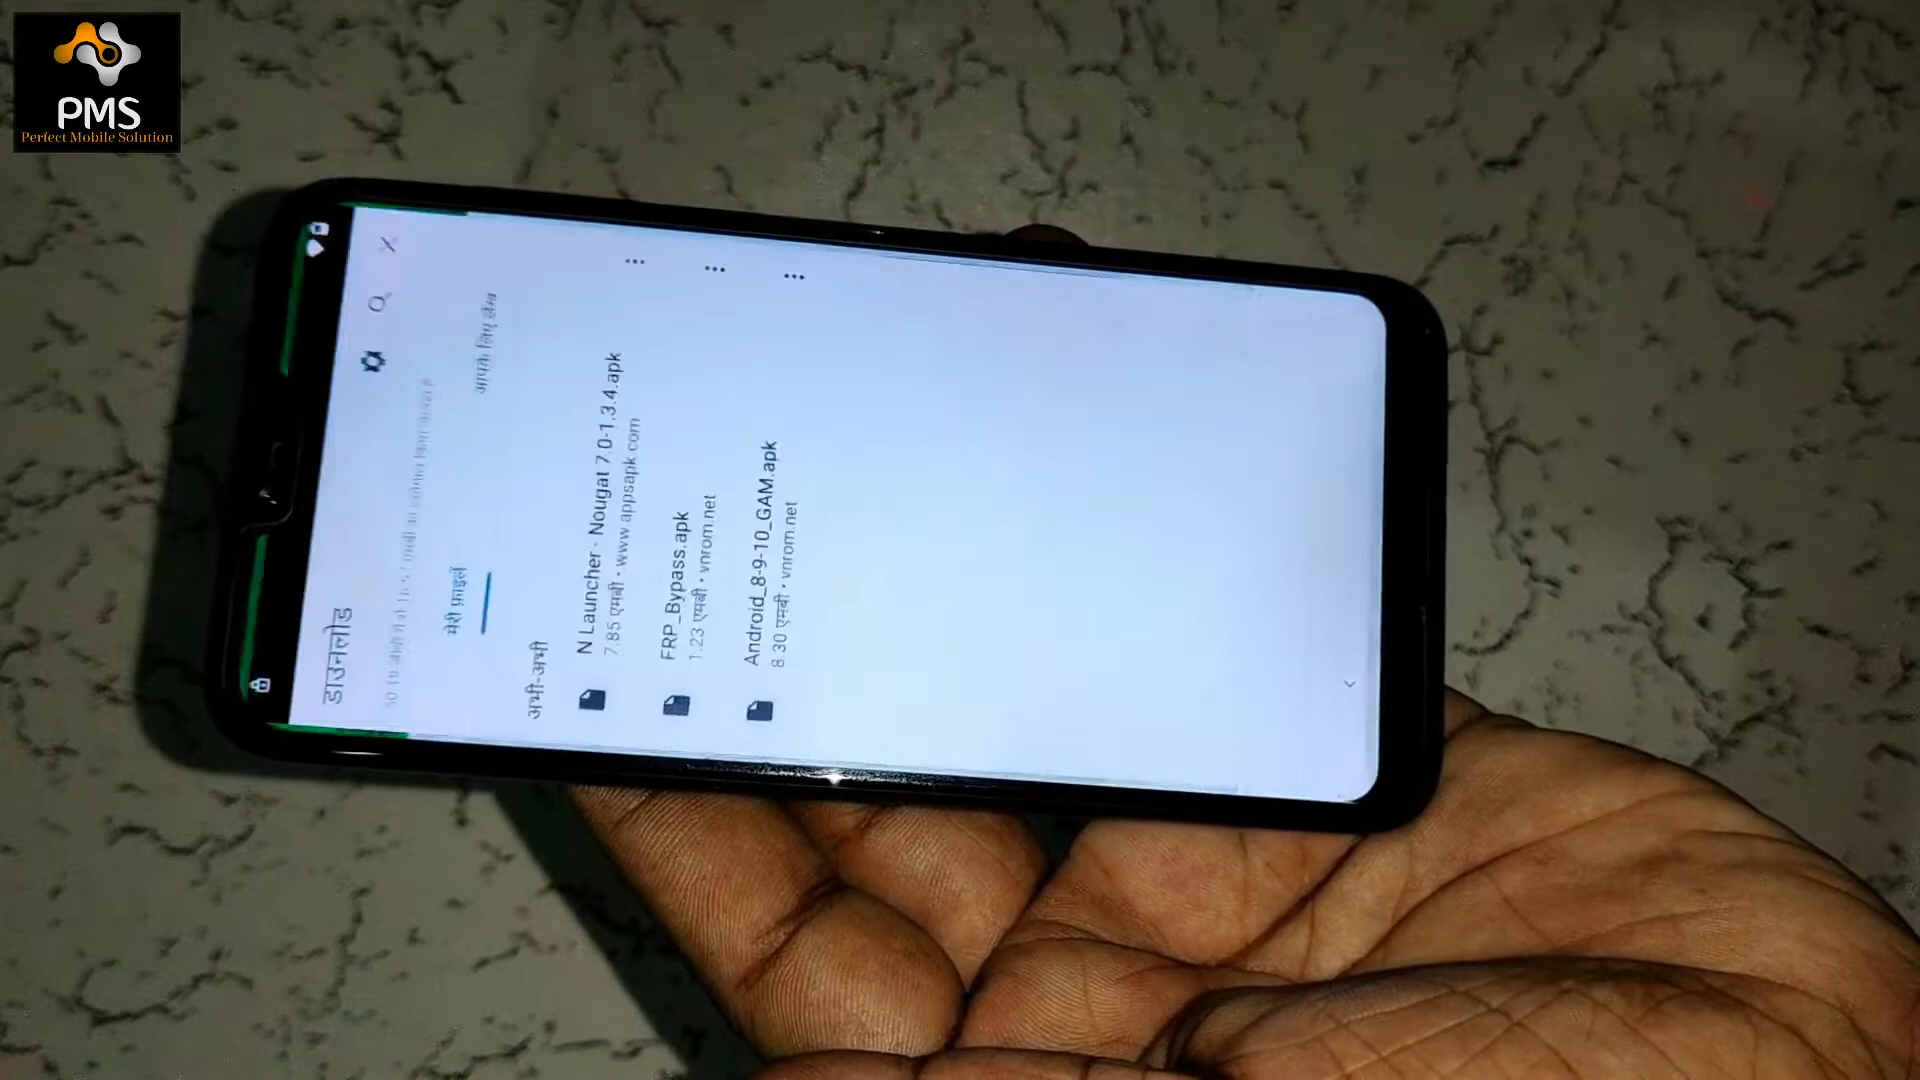 PMS
Perfect Mobile Solution
डाउनलोड
मेरी फ़ाइलें
आपके लिए लेख
अभी-अभी
N Launcher - Nougat 7.0-1.3.4.apk
7.85 एमबी • www.appsapk.com
FRP_Bypass.apk
1.23 एमबी • vnrom.net
Android_8-9-10_GAM.apk
8.30 एमबी • vnrom.net